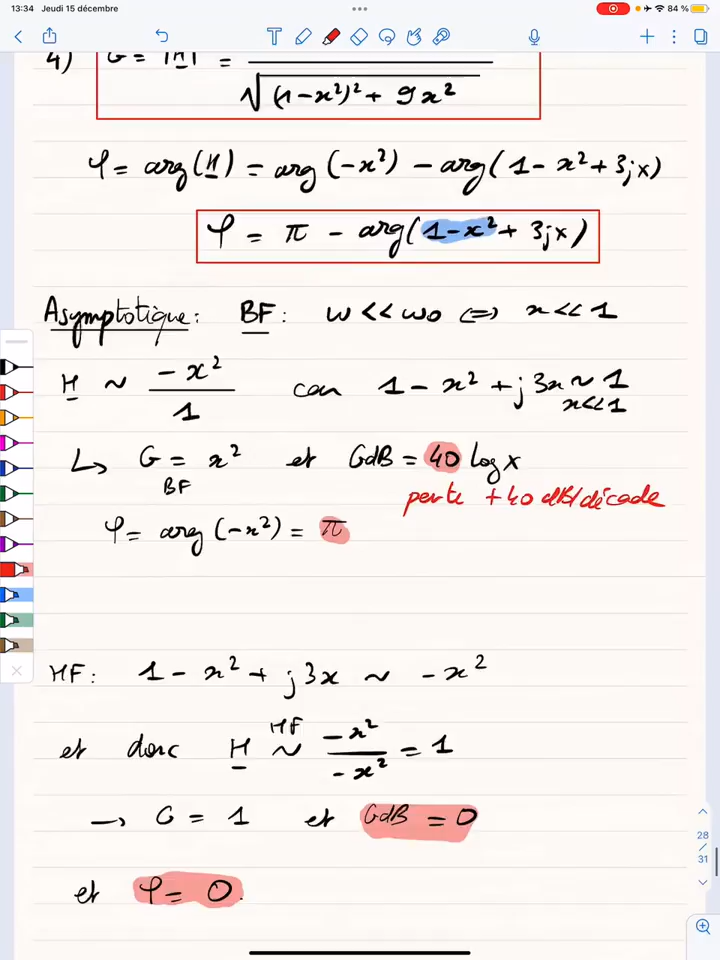 13:34 Jeudi 15 décembre 84 %
4) G = |H| =
√(1-x²)² + 9x²
φ = arg(H) = arg(-x²) - arg(1-x²+3jx)
φ = π - arg(1-x²+3jx)
Asymptotique : BF : ω << ω0 <=> x << 1
H ~ -x²/1 car 1-x²+j3x ~ 1
x<<1
↳ G = x² et GdB = 40 log x
BF
pente +40 dB/décade
φ = arg(-x²) = π
HF : 1-x²+j3x ~ -x²
et donc H ~ -x²/-x² = 1
HF
→ G = 1 et GdB = 0
et φ = 0.
28
/
31